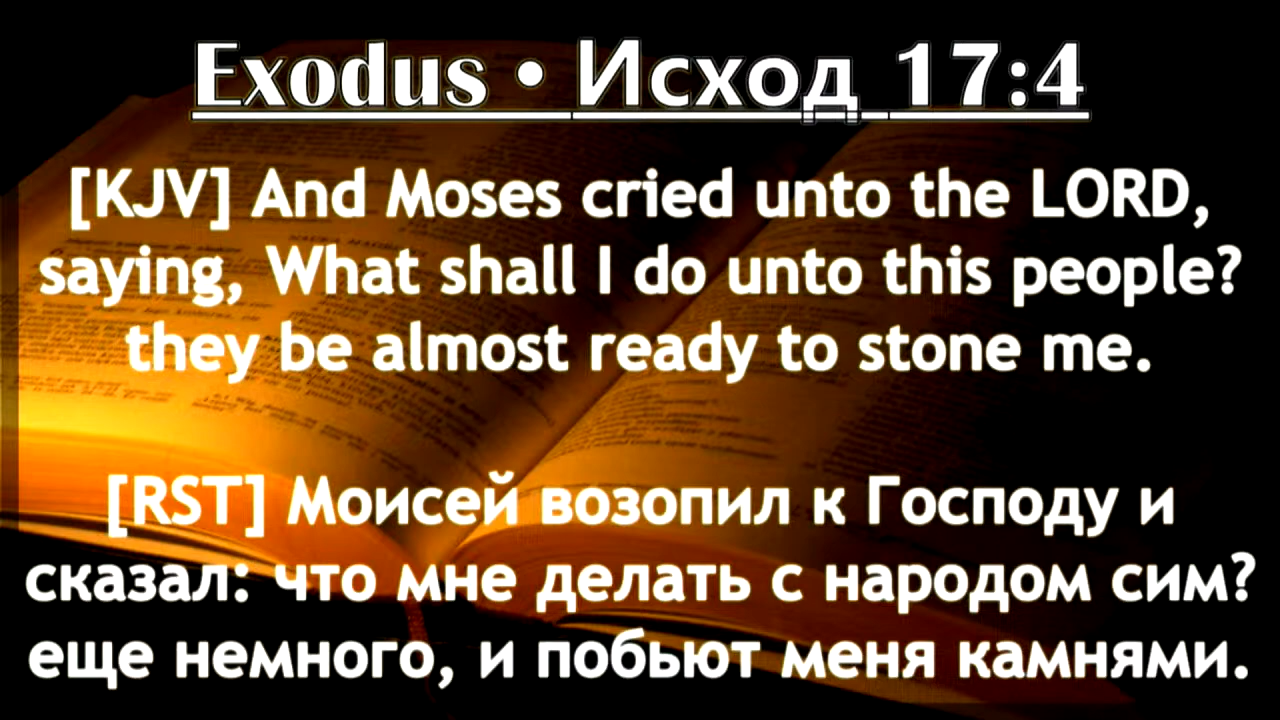 Exodus • Исход 17:4
[KJV] And Moses cried unto the LORD,
saying, What shall I do unto this people?
they be almost ready to stone me.
[RST] Моисей возопил к Господу и
сказал: что мне делать с народом сим?
еще немного, и побьют меня камнями.